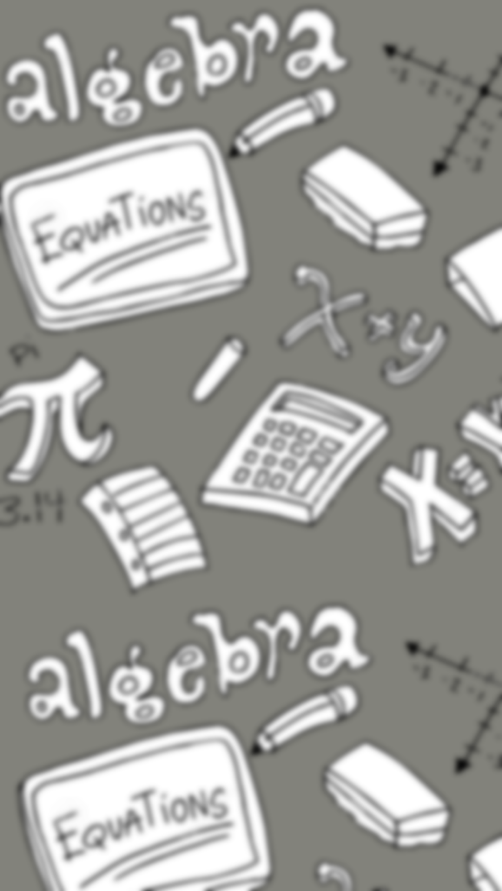 algebra
EQUATIONS
X × y
Pi
π
3.14
algebra
EQUATIONS